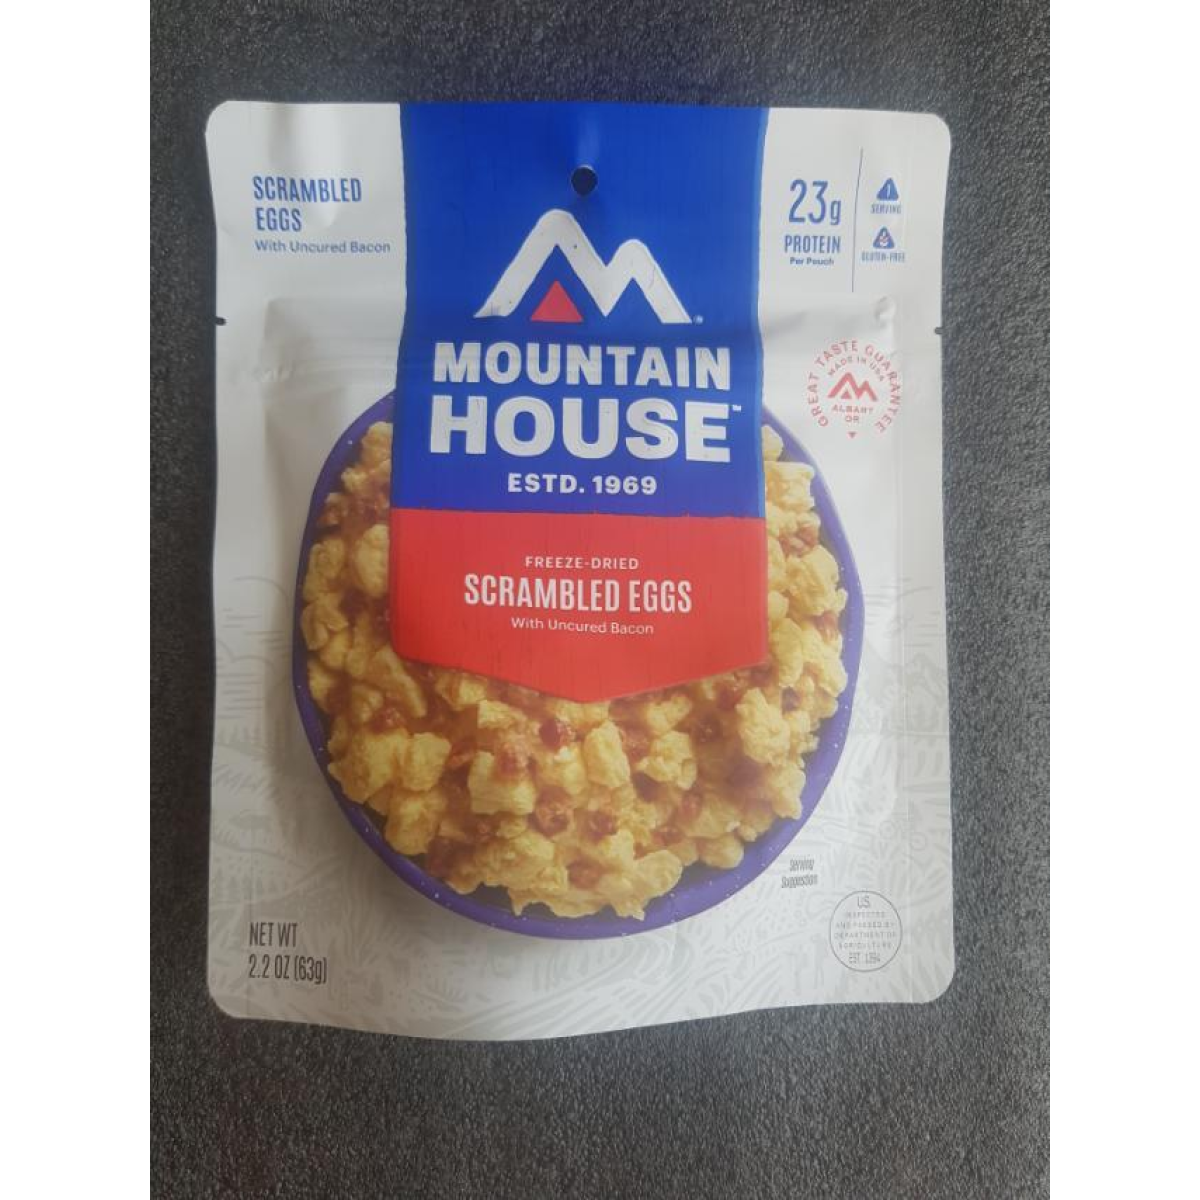 SCRAMBLED
EGGS
With Uncured Bacon
23g
PROTEIN
Per Pouch
1
SERVING
GLUTEN-FREE
MOUNTAIN
HOUSE™
ESTD. 1969
GREAT TASTE GUARANTEE
MADE IN USA
ALBANY
OR
FREEZE-DRIED
SCRAMBLED EGGS
With Uncured Bacon
Serving
Suggestion
NET WT
2.2 OZ (63g)
U.S.
INSPECTED
AND PASSED BY
DEPARTMENT OF
AGRICULTURE
EST. 1394